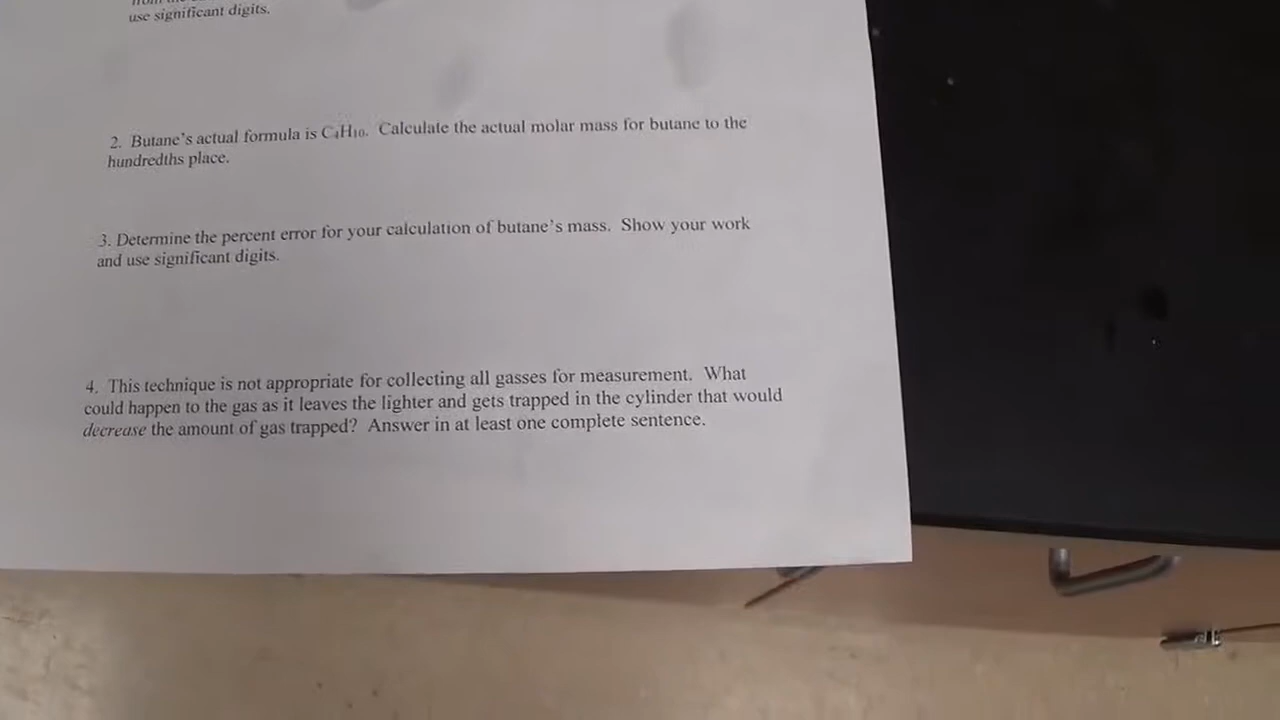 use significant digits.
2. Butane's actual formula is C₄H₁₀. Calculate the actual molar mass for butane to the
hundredths place.
3. Determine the percent error for your calculation of butane's mass. Show your work
and use significant digits.
4. This technique is not appropriate for collecting all gasses for measurement. What
could happen to the gas as it leaves the lighter and gets trapped in the cylinder that would
decrease the amount of gas trapped? Answer in at least one complete sentence.